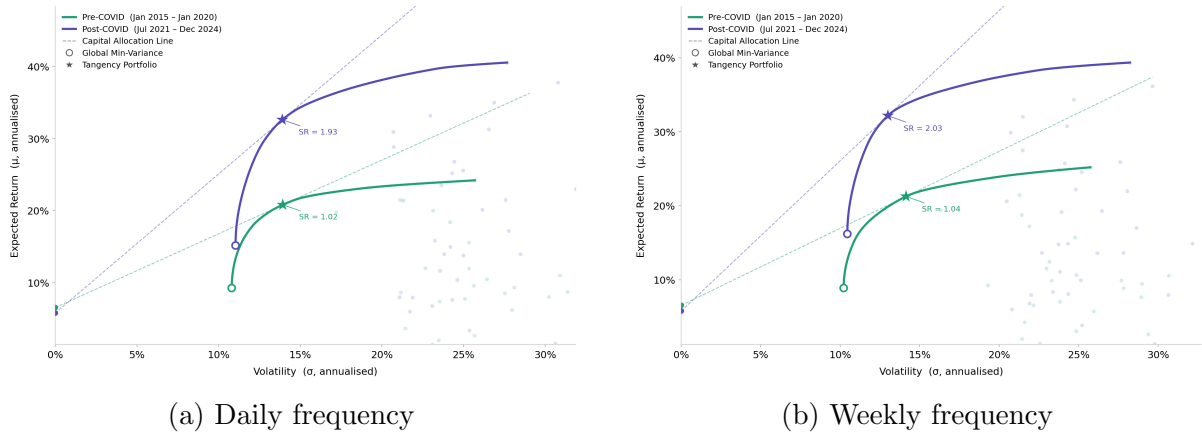 Pre-COVID (Jan 2015 – Jan 2020)
Post-COVID (Jul 2021 – Dec 2024)
Capital Allocation Line
Global Min-Variance
Tangency Portfolio
Expected Return (μ, annualised)
40%
30%
20%
10%
SR = 1.93
SR = 1.02
0%
5%
10%
15%
20%
25%
30%
Volatility (σ, annualised)
(a) Daily frequency
Pre-COVID (Jan 2015 – Jan 2020)
Post-COVID (Jul 2021 – Dec 2024)
Capital Allocation Line
Global Min-Variance
Tangency Portfolio
Expected Return (μ, annualised)
40%
30%
20%
10%
SR = 2.03
SR = 1.04
0%
10%
15%
20%
25%
30%
5%
Volatility (σ, annualised)
(b) Weekly frequency